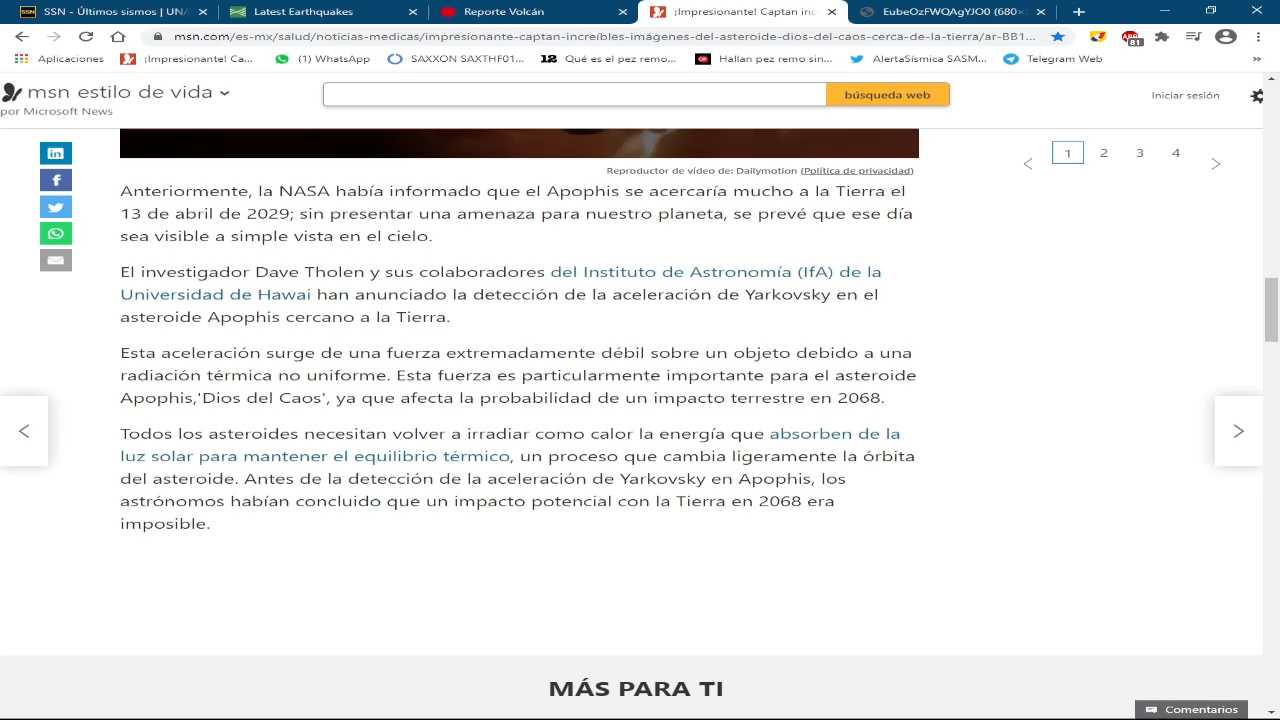 SSN - Últimos sismos | UNA
Latest Earthquakes
Reporte Volcán
¡Impresionante! Captan inc
EubeOzFWQAgYJO0 (680×
msn.com/es-mx/salud/noticias-medicas/impresionante-captan-increíbles-imágenes-del-asteroide-dios-del-caos-cerca-de-la-tierra/ar-BB1...
81
Aplicaciones
¡Impresionante! Ca...
(1) WhatsApp
SAXXON SAXTHF01...
12
Qué es el pez remo...
Hallan pez remo sin...
AlertaSísmica SASM...
Telegram Web
»
msn estilo de vida
por Microsoft News
búsqueda web
Iniciar sesión
1 2 3 4
Reproductor de vídeo de: Dailymotion (Política de privacidad)
Anteriormente, la NASA había informado que el Apophis se acercaría mucho a la Tierra el
13 de abril de 2029; sin presentar una amenaza para nuestro planeta, se prevé que ese día
sea visible a simple vista en el cielo.
El investigador Dave Tholen y sus colaboradores del Instituto de Astronomía (IfA) de la
Universidad de Hawai han anunciado la detección de la aceleración de Yarkovsky en el
asteroide Apophis cercano a la Tierra.
Esta aceleración surge de una fuerza extremadamente débil sobre un objeto debido a una
radiación térmica no uniforme. Esta fuerza es particularmente importante para el asteroide
Apophis,'Dios del Caos', ya que afecta la probabilidad de un impacto terrestre en 2068.
Todos los asteroides necesitan volver a irradiar como calor la energía que absorben de la
luz solar para mantener el equilibrio térmico, un proceso que cambia ligeramente la órbita
del asteroide. Antes de la detección de la aceleración de Yarkovsky en Apophis, los
astrónomos habían concluido que un impacto potencial con la Tierra en 2068 era
imposible.
MÁS PARA TI
Comentarios